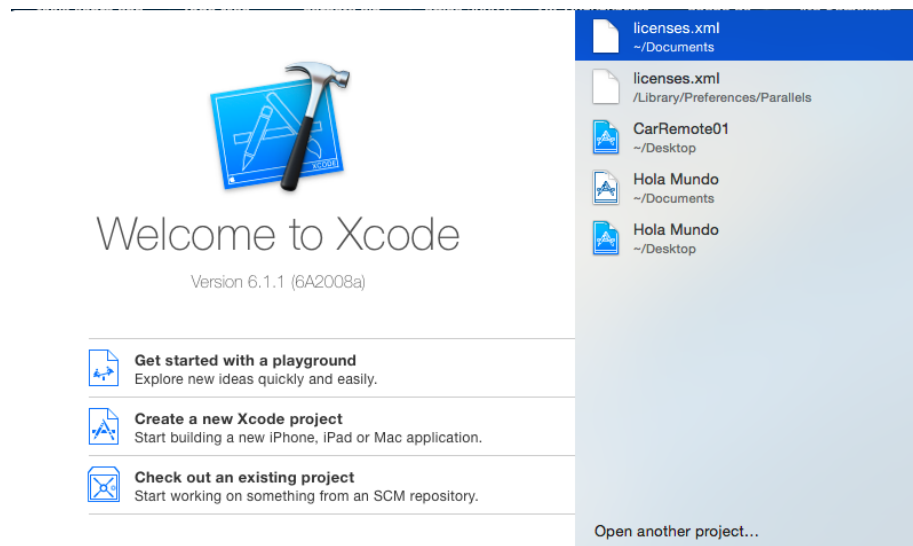 XCODE
Welcome to Xcode
Version 6.1.1 (6A2008a)
Get started with a playground
Explore new ideas quickly and easily.
Create a new Xcode project
Start building a new iPhone, iPad or Mac application.
Check out an existing project
Start working on something from an SCM repository.
licenses.xml
~/Documents
licenses.xml
/Library/Preferences/Parallels
CarRemote01
~/Desktop
Hola Mundo
~/Documents
Hola Mundo
~/Desktop
Open another project...